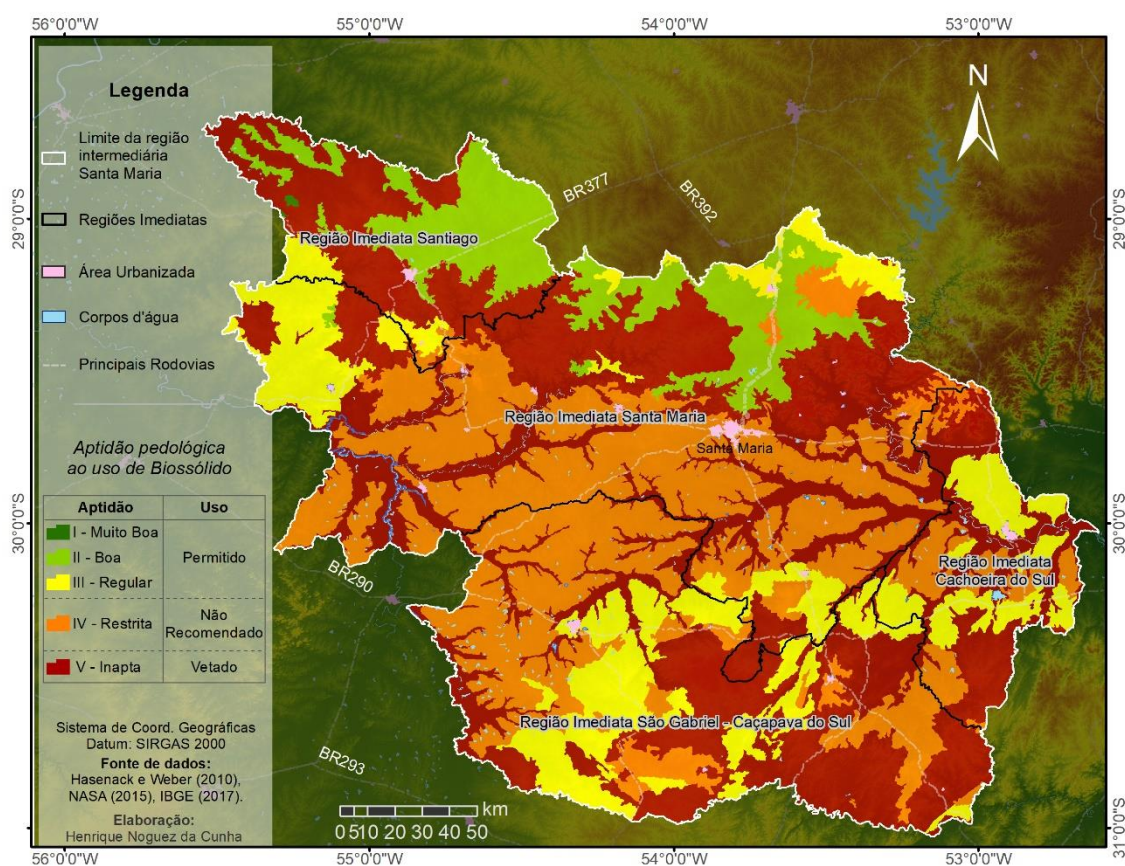 56°0'0"W
55°0'0"W
54°0'0"W
53°0'0"W
Legenda
Limite da região
intermediária
Santa Maria
Regiões Imediatas
Área Urbanizada
Corpos d'água
Principais Rodovias
Aptidão pedológica
ao uso de Biossólido
Aptidão Uso
I - Muito Boa
II - Boa
III - Regular
Permitido
IV - Restrita
Não
Recomendado
V - Inapta Vetado
Sistema de Coord. Geográficas
Datum: SIRGAS 2000
Fonte de dados:
Hasenack e Weber (2010),
NASA (2015), IBGE (2017).
Elaboração:
Henrique Noguez da Cunha
N
BR377
BR392
29°0'0"S
29°0'0"S
Região Imediata Santiago
Região Imediata Santa Maria
Santa Maria
30°0'0"S
30°0'0"S
Região Imediata
Cachoeira do Sul
BR290
Região Imediata São Gabriel - Caçapava do Sul
BR293
km
0 5 10 20 30 40 50
31°0'0"S
56°0'0"W
55°0'0"W
54°0'0"W
53°0'0"W